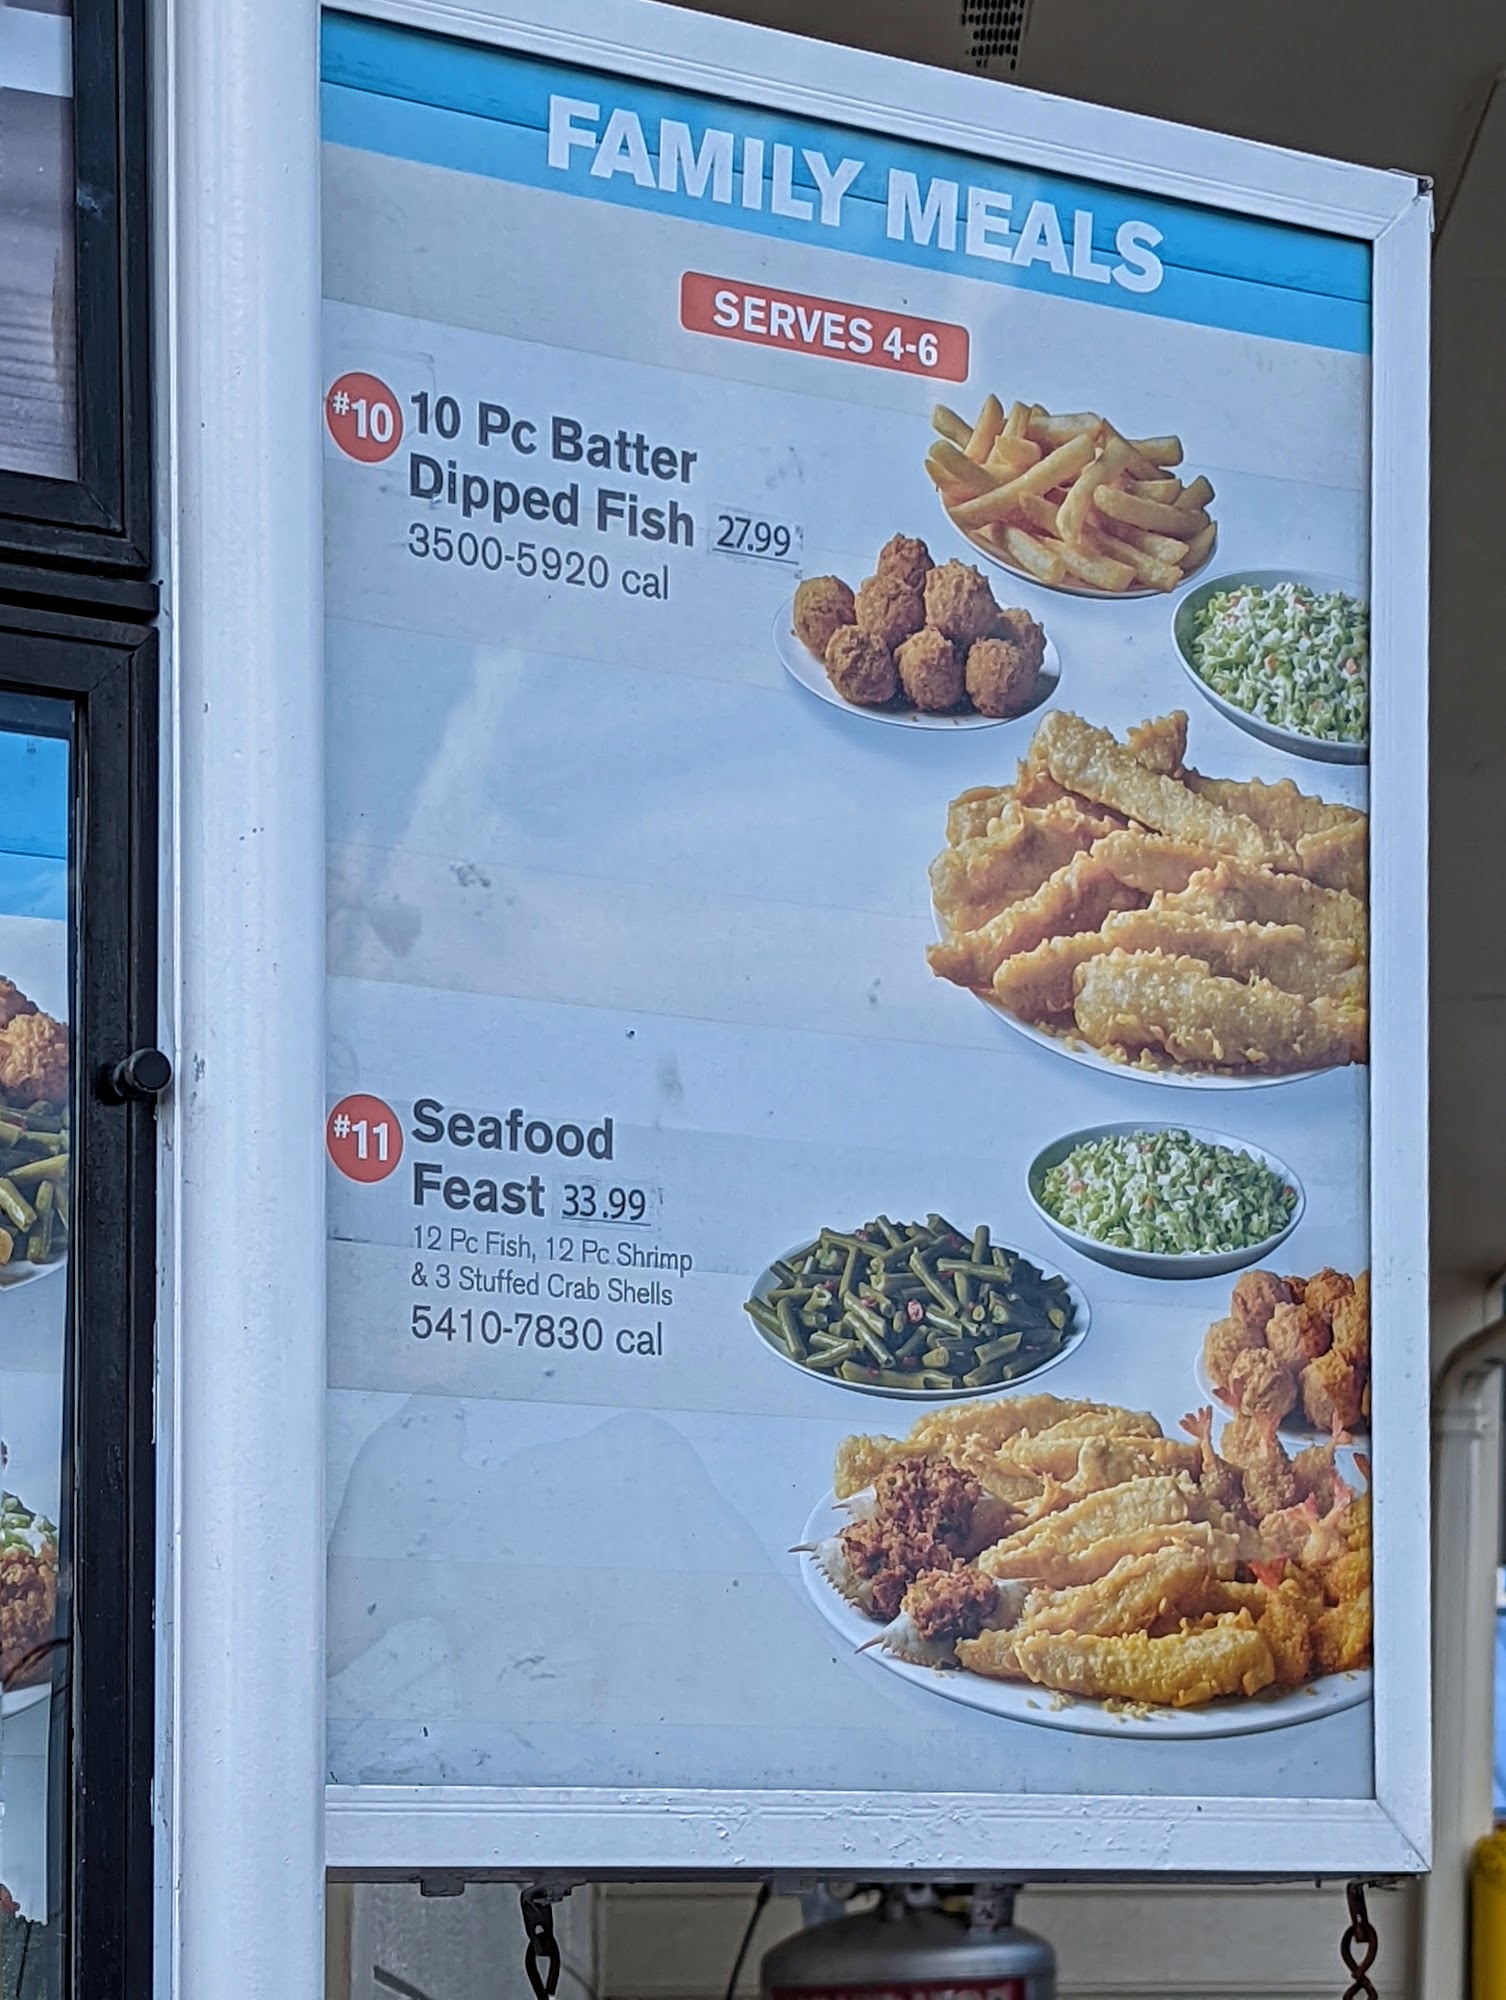 FAMILY MEALS
SERVES 4-6
#10 10 Pc Batter
Dipped Fish 27.99
3500-5920 cal
#11 Seafood
Feast 33.99
12 Pc Fish, 12 Pc Shrimp
& 3 Stuffed Crab Shells
5410-7830 cal